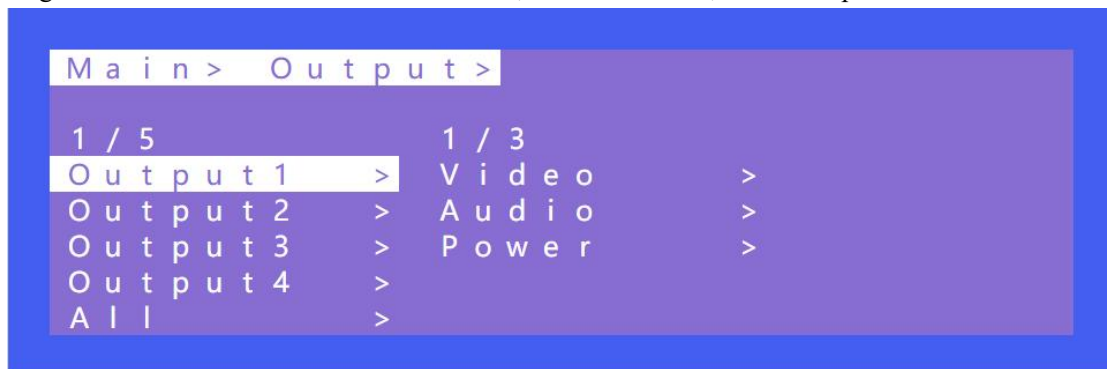 Main> Output>
1/5 1/3
Output1 > Video >
Output2 > Audio >
Output3 > Power >
Output4 >
All >